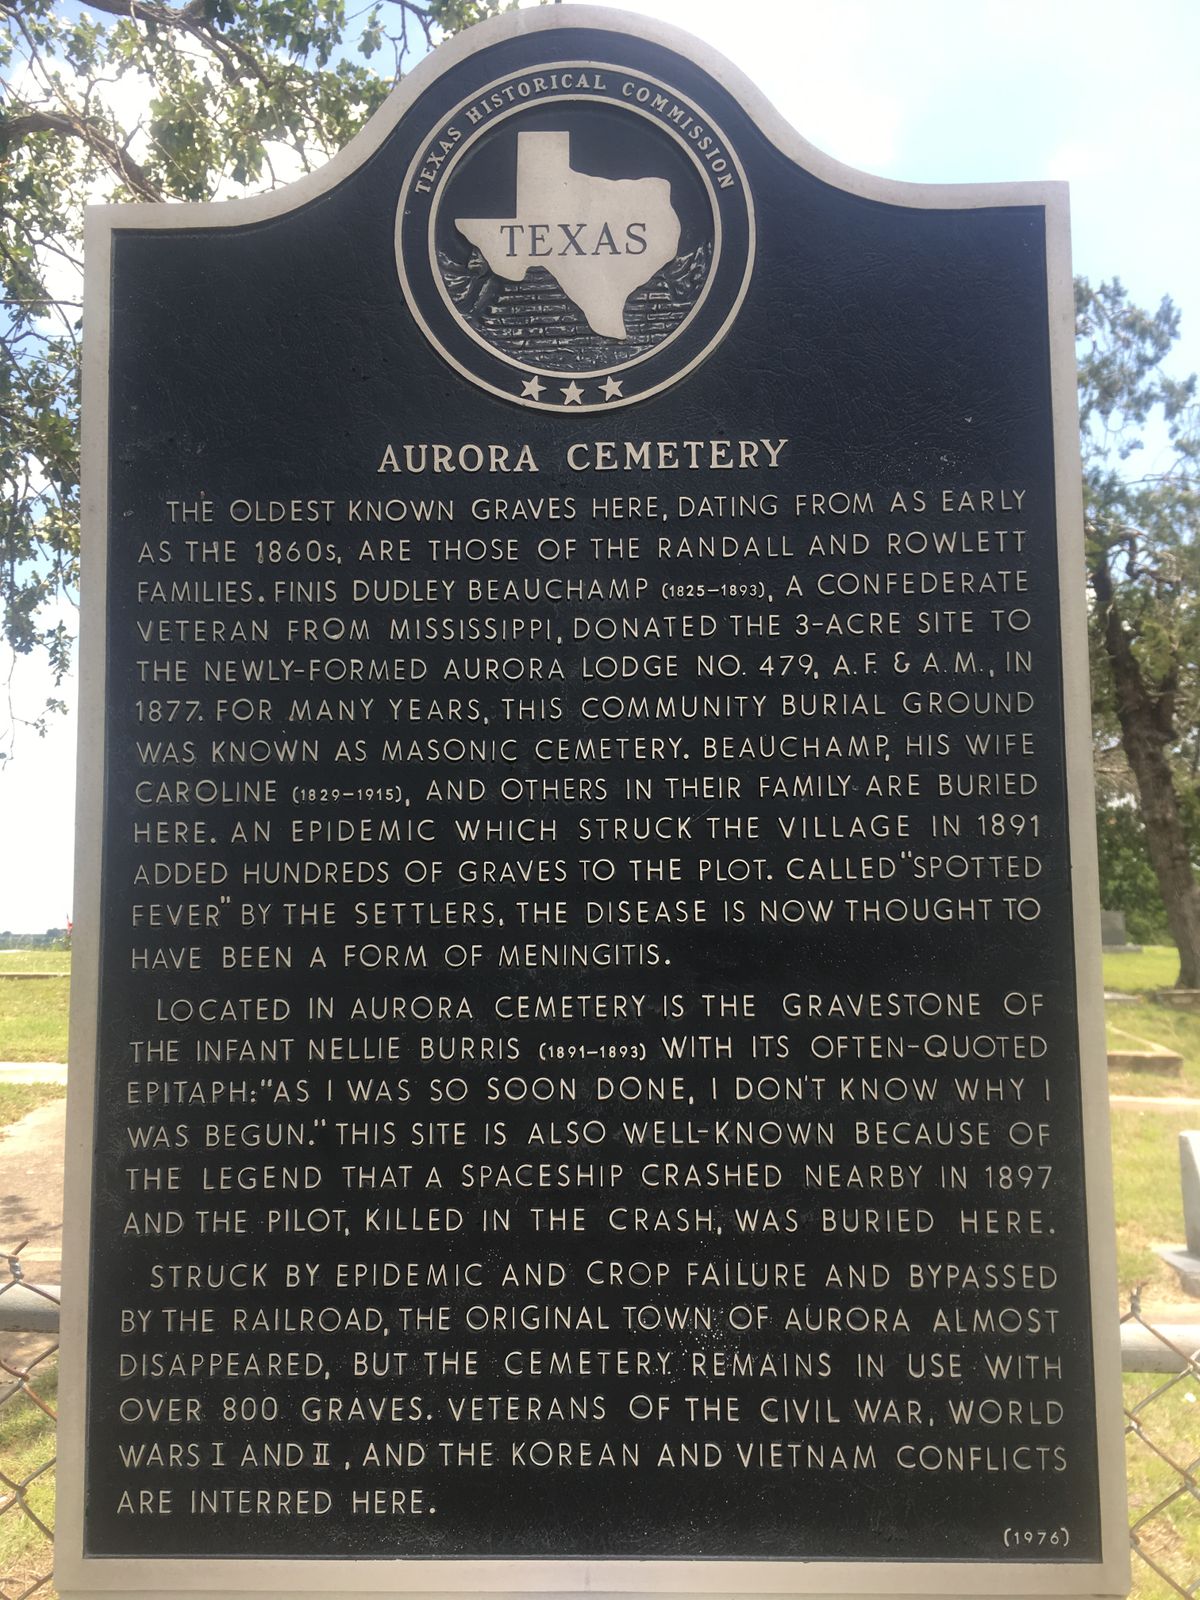 TEXAS HISTORICAL COMMISSION
TEXAS
AURORA CEMETERY
THE OLDEST KNOWN GRAVES HERE, DATING FROM AS EARLY
AS THE 1860s, ARE THOSE OF THE RANDALL AND ROWLETT
FAMILIES. FINIS DUDLEY BEAUCHAMP (1825-1893), A CONFEDERATE
VETERAN FROM MISSISSIPPI, DONATED THE 3-ACRE SITE TO
THE NEWLY-FORMED AURORA LODGE NO. 479, A.F. & A.M., IN
1877. FOR MANY YEARS, THIS COMMUNITY BURIAL GROUND
WAS KNOWN AS MASONIC CEMETERY. BEAUCHAMP, HIS WIFE
CAROLINE (1829-1915), AND OTHERS IN THEIR FAMILY ARE BURIED
HERE. AN EPIDEMIC WHICH STRUCK THE VILLAGE IN 1891
ADDED HUNDREDS OF GRAVES TO THE PLOT. CALLED "SPOTTED
FEVER" BY THE SETTLERS, THE DISEASE IS NOW THOUGHT TO
HAVE BEEN A FORM OF MENINGITIS.
LOCATED IN AURORA CEMETERY IS THE GRAVESTONE OF
THE INFANT NELLIE BURRIS (1891-1893) WITH ITS OFTEN-QUOTED
EPITAPH: "AS I WAS SO SOON DONE, I DON'T KNOW WHY I
WAS BEGUN." THIS SITE IS ALSO WELL-KNOWN BECAUSE OF
THE LEGEND THAT A SPACESHIP CRASHED NEARBY IN 1897
AND THE PILOT, KILLED IN THE CRASH, WAS BURIED HERE.
STRUCK BY EPIDEMIC AND CROP FAILURE AND BYPASSED
BY THE RAILROAD, THE ORIGINAL TOWN OF AURORA ALMOST
DISAPPEARED, BUT THE CEMETERY REMAINS IN USE WITH
OVER 800 GRAVES. VETERANS OF THE CIVIL WAR, WORLD
WARS I AND II, AND THE KOREAN AND VIETNAM CONFLICTS
ARE INTERRED HERE.
(1976)